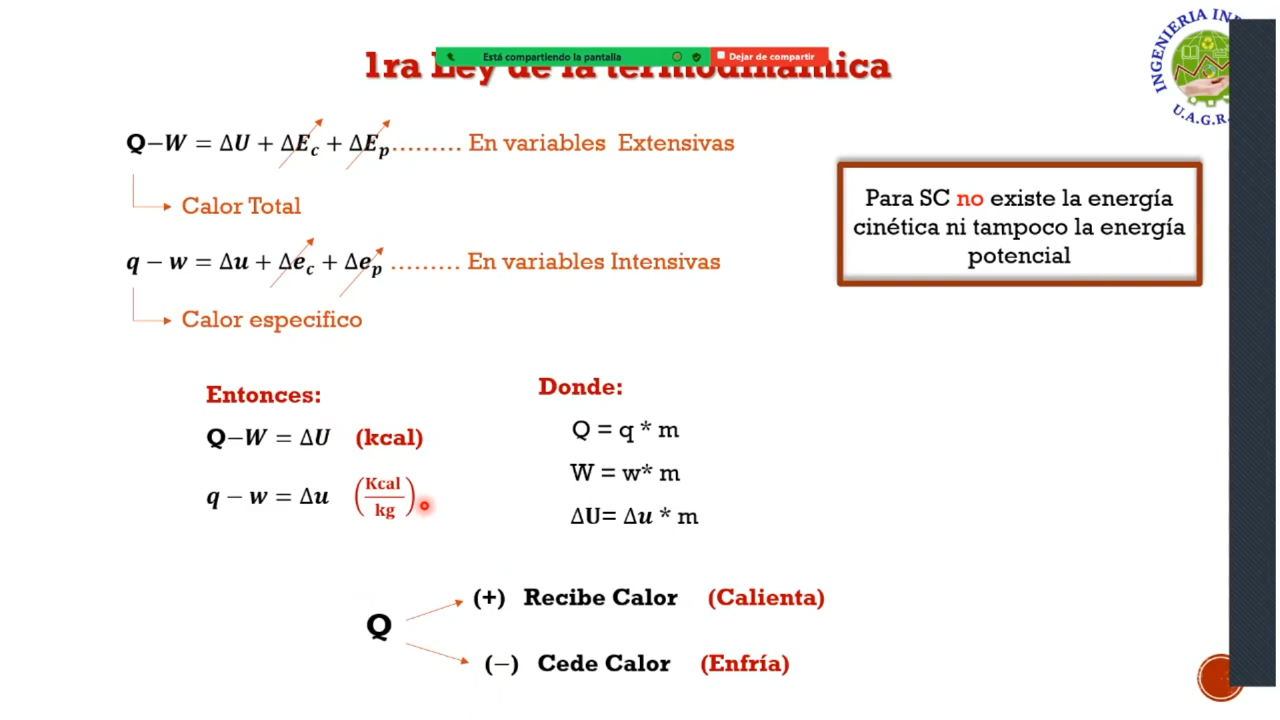 Está compartiendo la pantalla
Dejar de compartir
1ra Ley de la termodinámica
INGENIERIA IN
U.A.G.R.
Q−W = ΔU + ΔE_c + ΔE_p......... En variables Extensivas
Calor Total
Para SC no existe la energía
cinética ni tampoco la energía
potencial
q − w = Δu + Δe_c + Δe_p ......... En variables Intensivas
Calor especifico
Entonces:
Q−W = ΔU (kcal)
q − w = Δu (Kcal/kg)
Donde:
Q = q * m
W = w* m
ΔU= Δu * m
Q
(+) Recibe Calor (Calienta)
(−) Cede Calor (Enfría)